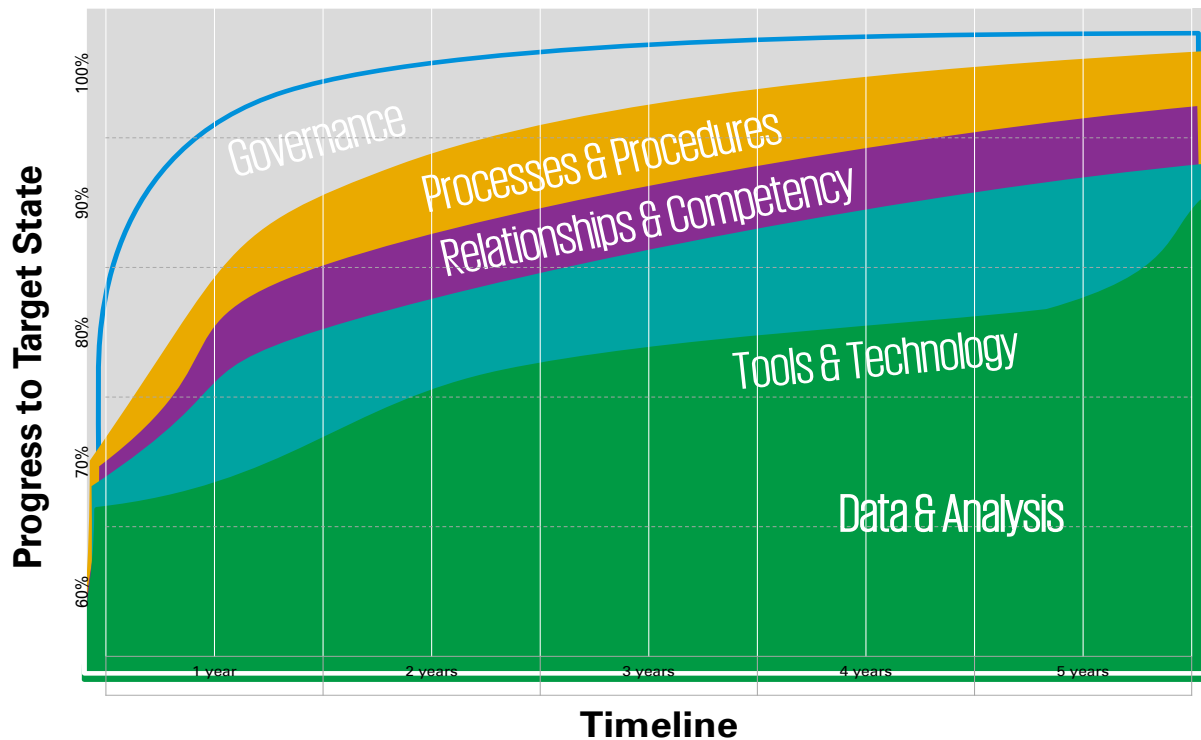 Progress to Target State
100%
90%
80%
70%
60%
Governance
Processes & Procedures
Relationships & Competency
Tools & Technology
Data & Analysis
1 year
2 years
3 years
4 years
5 years
Timeline